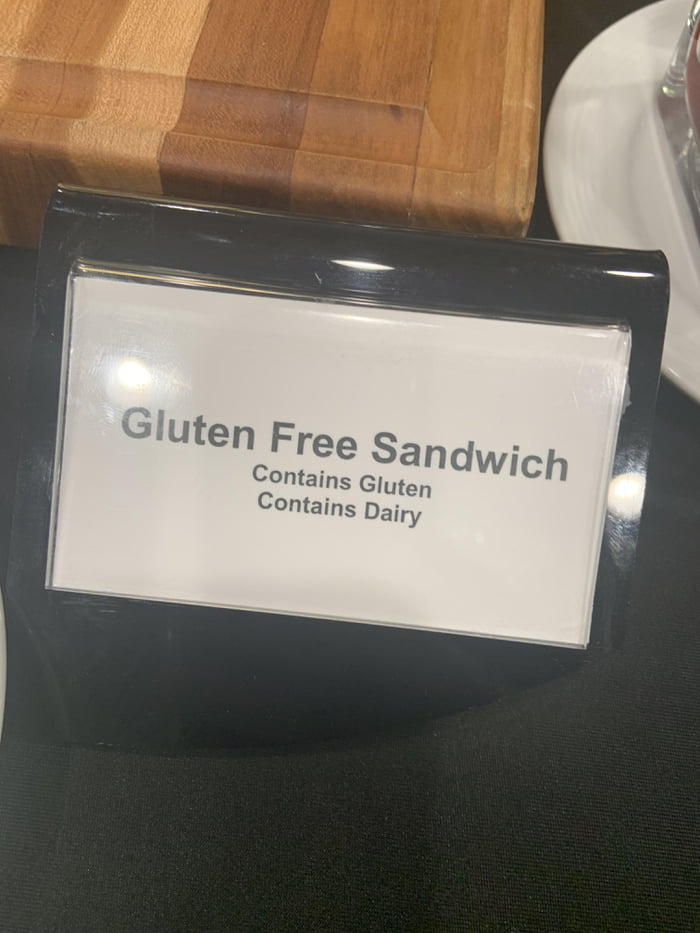 Gluten Free Sandwich
Contains Gluten
Contains Dairy